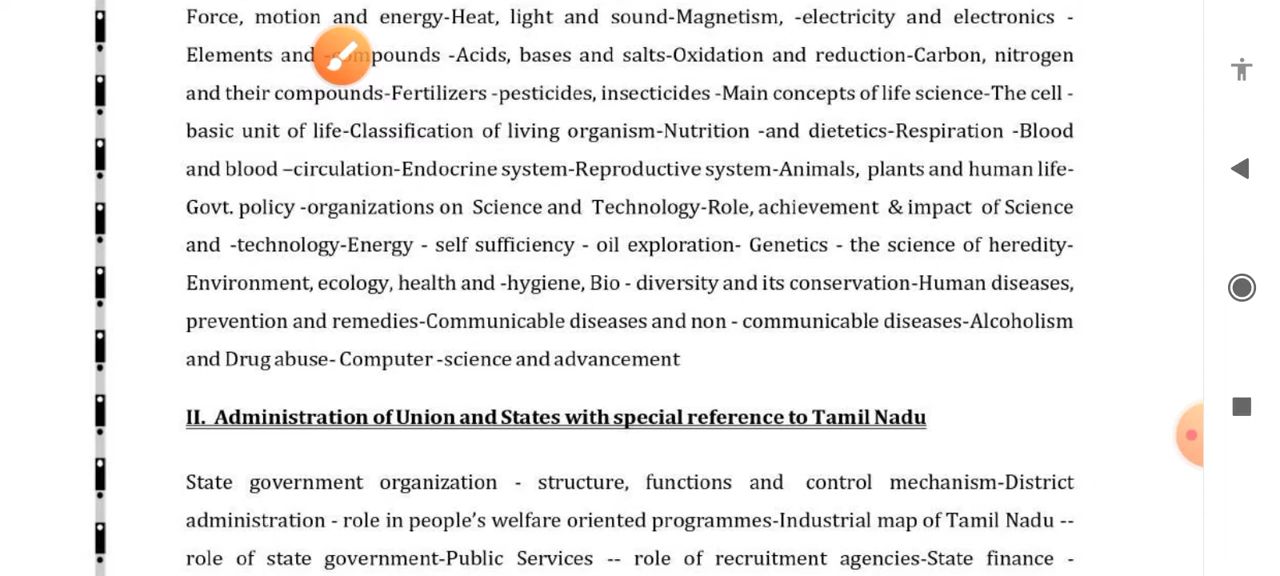 Force, motion and energy-Heat, light and sound-Magnetism, -electricity and electronics -
Elements and -compounds -Acids, bases and salts-Oxidation and reduction-Carbon, nitrogen
and their compounds-Fertilizers -pesticides, insecticides -Main concepts of life science-The cell -
basic unit of life-Classification of living organism-Nutrition -and dietetics-Respiration -Blood
and blood –circulation-Endocrine system-Reproductive system-Animals, plants and human life-
Govt. policy -organizations on Science and Technology-Role, achievement & impact of Science
and -technology-Energy - self sufficiency - oil exploration- Genetics - the science of heredity-
Environment, ecology, health and -hygiene, Bio - diversity and its conservation-Human diseases,
prevention and remedies-Communicable diseases and non - communicable diseases-Alcoholism
and Drug abuse- Computer -science and advancement
II. Administration of Union and States with special reference to Tamil Nadu
State government organization - structure, functions and control mechanism-District
administration - role in people’s welfare oriented programmes-Industrial map of Tamil Nadu --
role of state government-Public Services -- role of recruitment agencies-State finance -